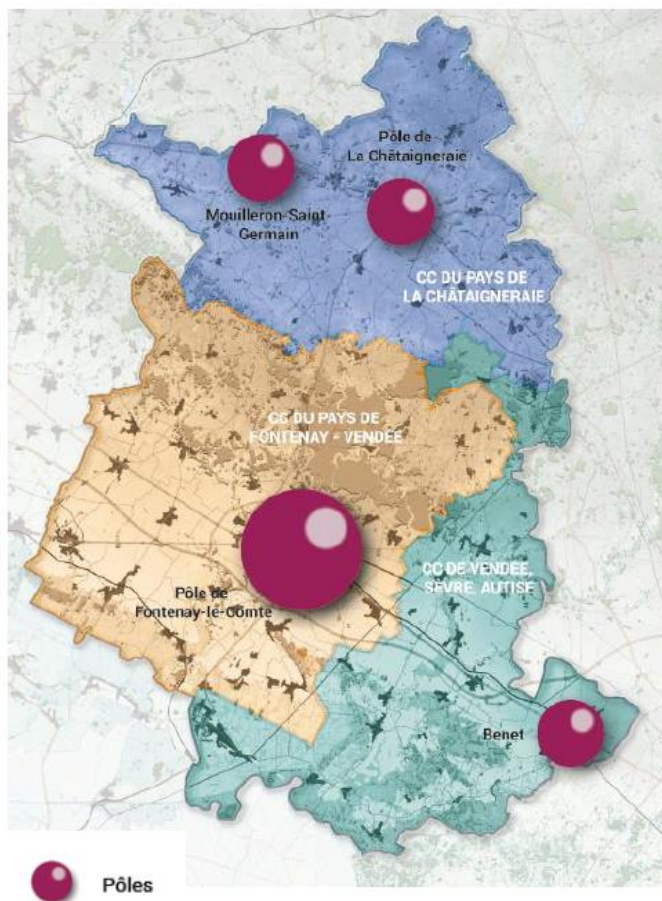 Pôle de
La Châtaigneraie
Mouilleron-Saint-
Germain
CC DU PAYS DE
LA CHÂTAIGNERAIE
CC DU PAYS DE
FONTENAY - VENDÉE
CC DE VENDÉE,
SÈVRE, AUTISE
Pôle de
Fontenay-le-Comte
Benet
Pôles